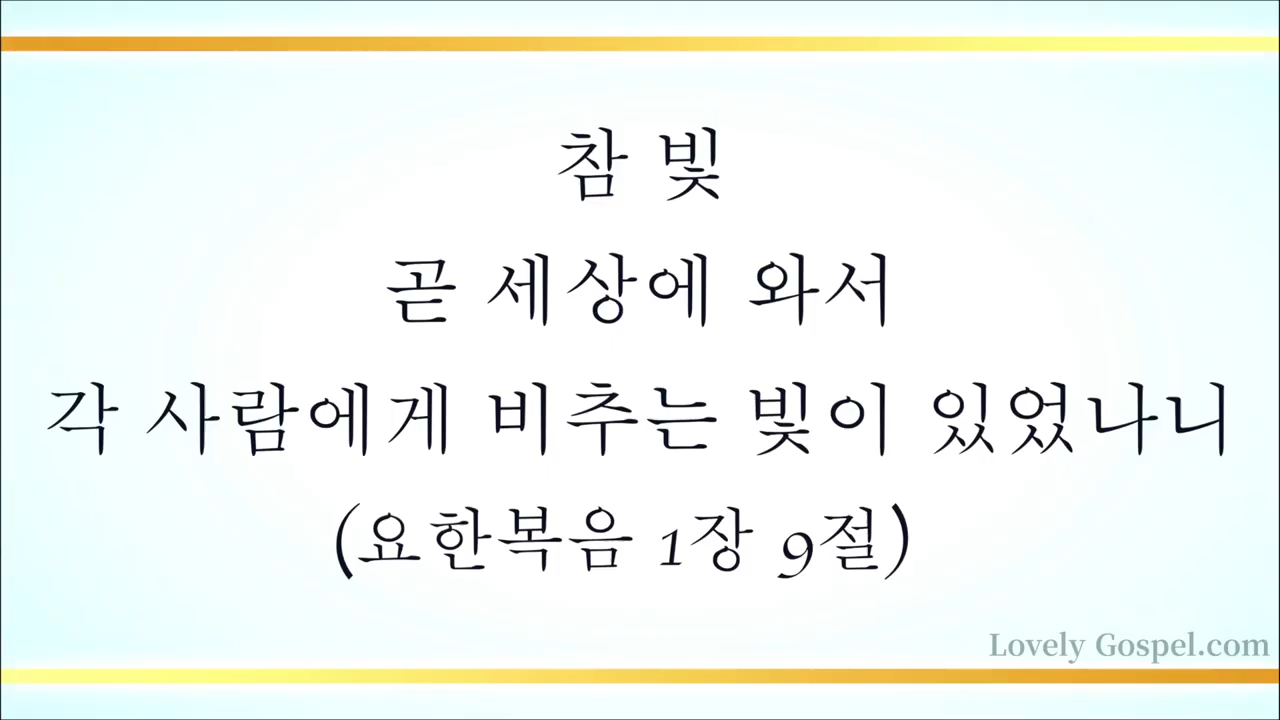 참 빛
곧 세상에 와서
각 사람에게 비추는 빛이 있었나니
(요한복음 1장 9절)
Lovely Gospel.com